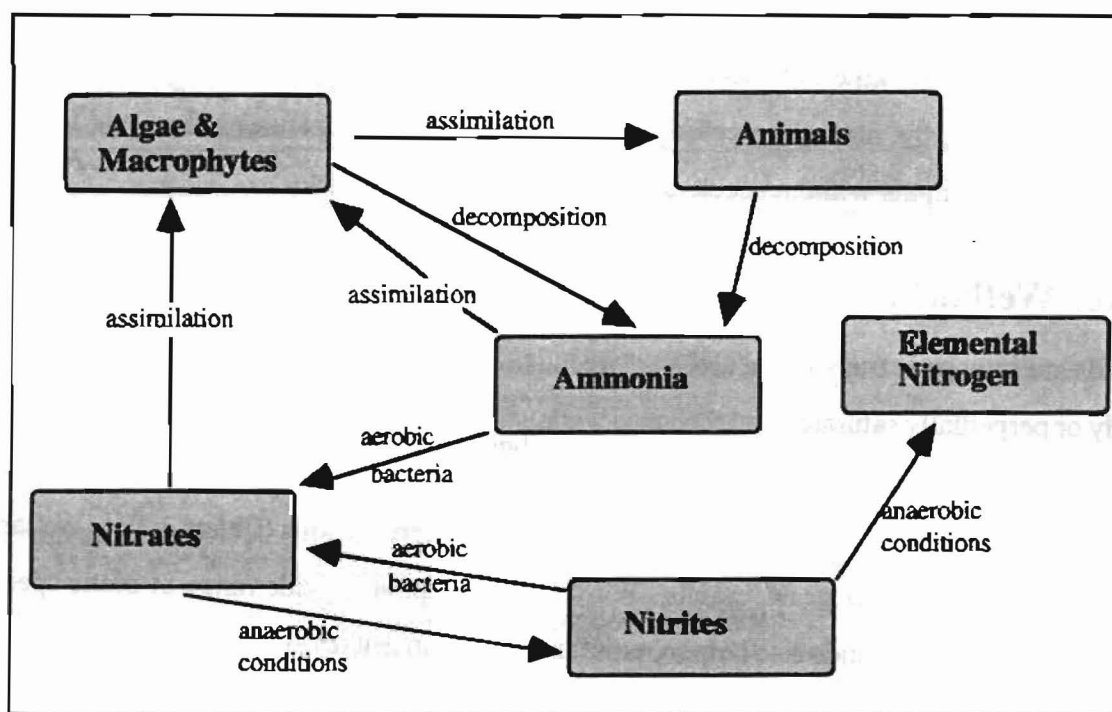 Algae &
Macrophytes
assimilation
Animals
decomposition
decomposition
assimilation
assimilation
Ammonia
Elemental
Nitrogen
aerobic
bacteria
Nitrates
aerobic
bacteria
anaerobic
conditions
anaerobic
conditions
Nitrites